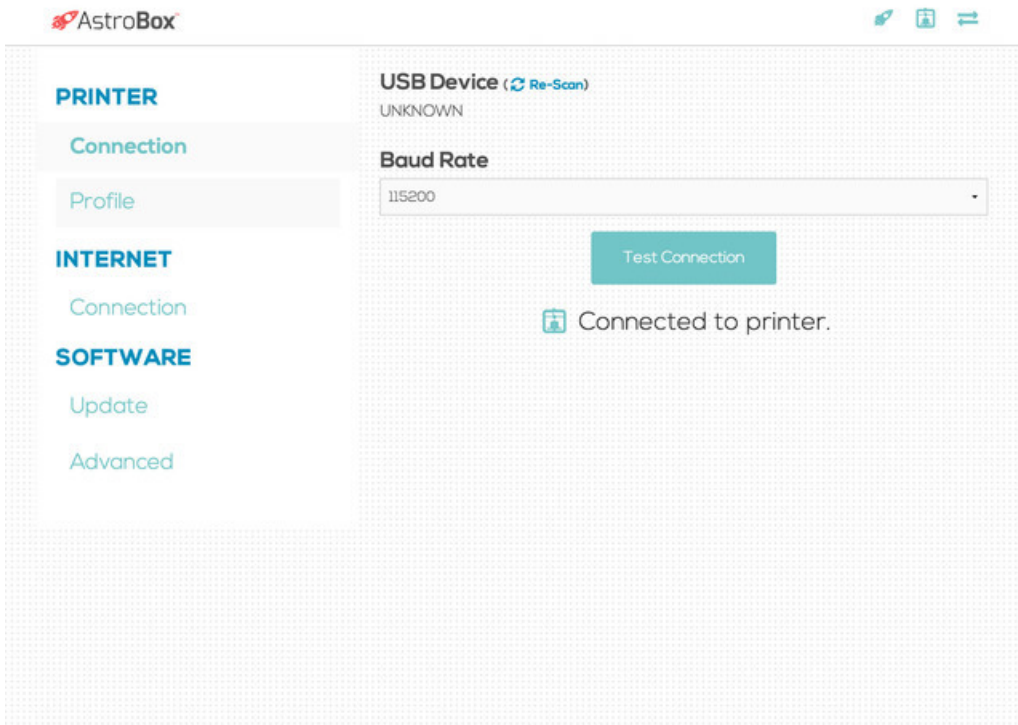 AstroBox
PRINTER
Connection
Profile
INTERNET
Connection
SOFTWARE
Update
Advanced
USB Device (Re-Scan)
UNKNOWN
Baud Rate
115200
Test Connection
Connected to printer.